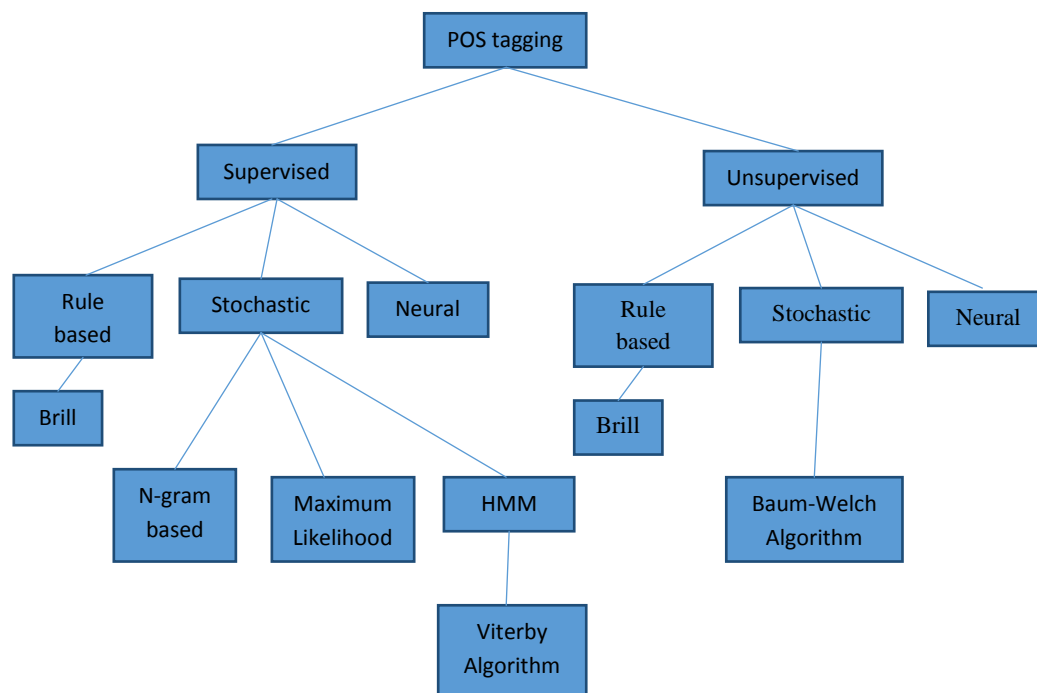 POS tagging
Supervised
Unsupervised
Rule
based
Stochastic
Neural
Rule
based
Stochastic
Neural
Brill
Brill
N-gram
based
Maximum
Likelihood
HMM
Baum-Welch
Algorithm
Viterby
Algorithm